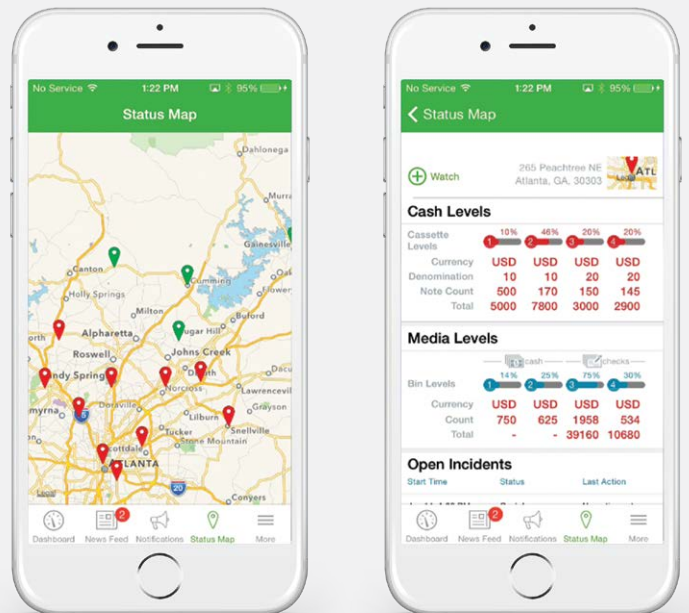 No Service 1:22 PM 95%
Status Map
Dahlonega
Gainesville
Canton
Cumming
Holly Springs
Milton
Buford
Alpharetta
Sugar Hill
Roswell
Johns Creek
Sandy Spring
Duluth
Norcross
Lawrenceville
Doraville
Grayson
Lilburn
Snellville
Tucker
Stone Mountain
Scottdale
ATLANTA
20
Conyers
Legal
2
Dashboard News Feed Notifications Status Map More
No Service 1:22 PM 95%
Status Map
Watch
265 Peachtree NE
Atlanta, GA, 30303
ATL
Legal
Cash Levels
Cassette Levels
10% 46% 20% 20%
1 2 3 4
Currency USD USD USD USD
Denomination 10 10 20 20
Note Count 500 170 150 145
Total 5000 7800 3000 2900
Media Levels
cash checks
14% 25% 75% 30%
Bin Levels 1 2 3 4
Currency USD USD USD USD
Count 750 625 1958 534
Total - - 39160 10680
Open Incidents
Start Time Status Last Action
2
Dashboard News Feed Notifications Status Map More